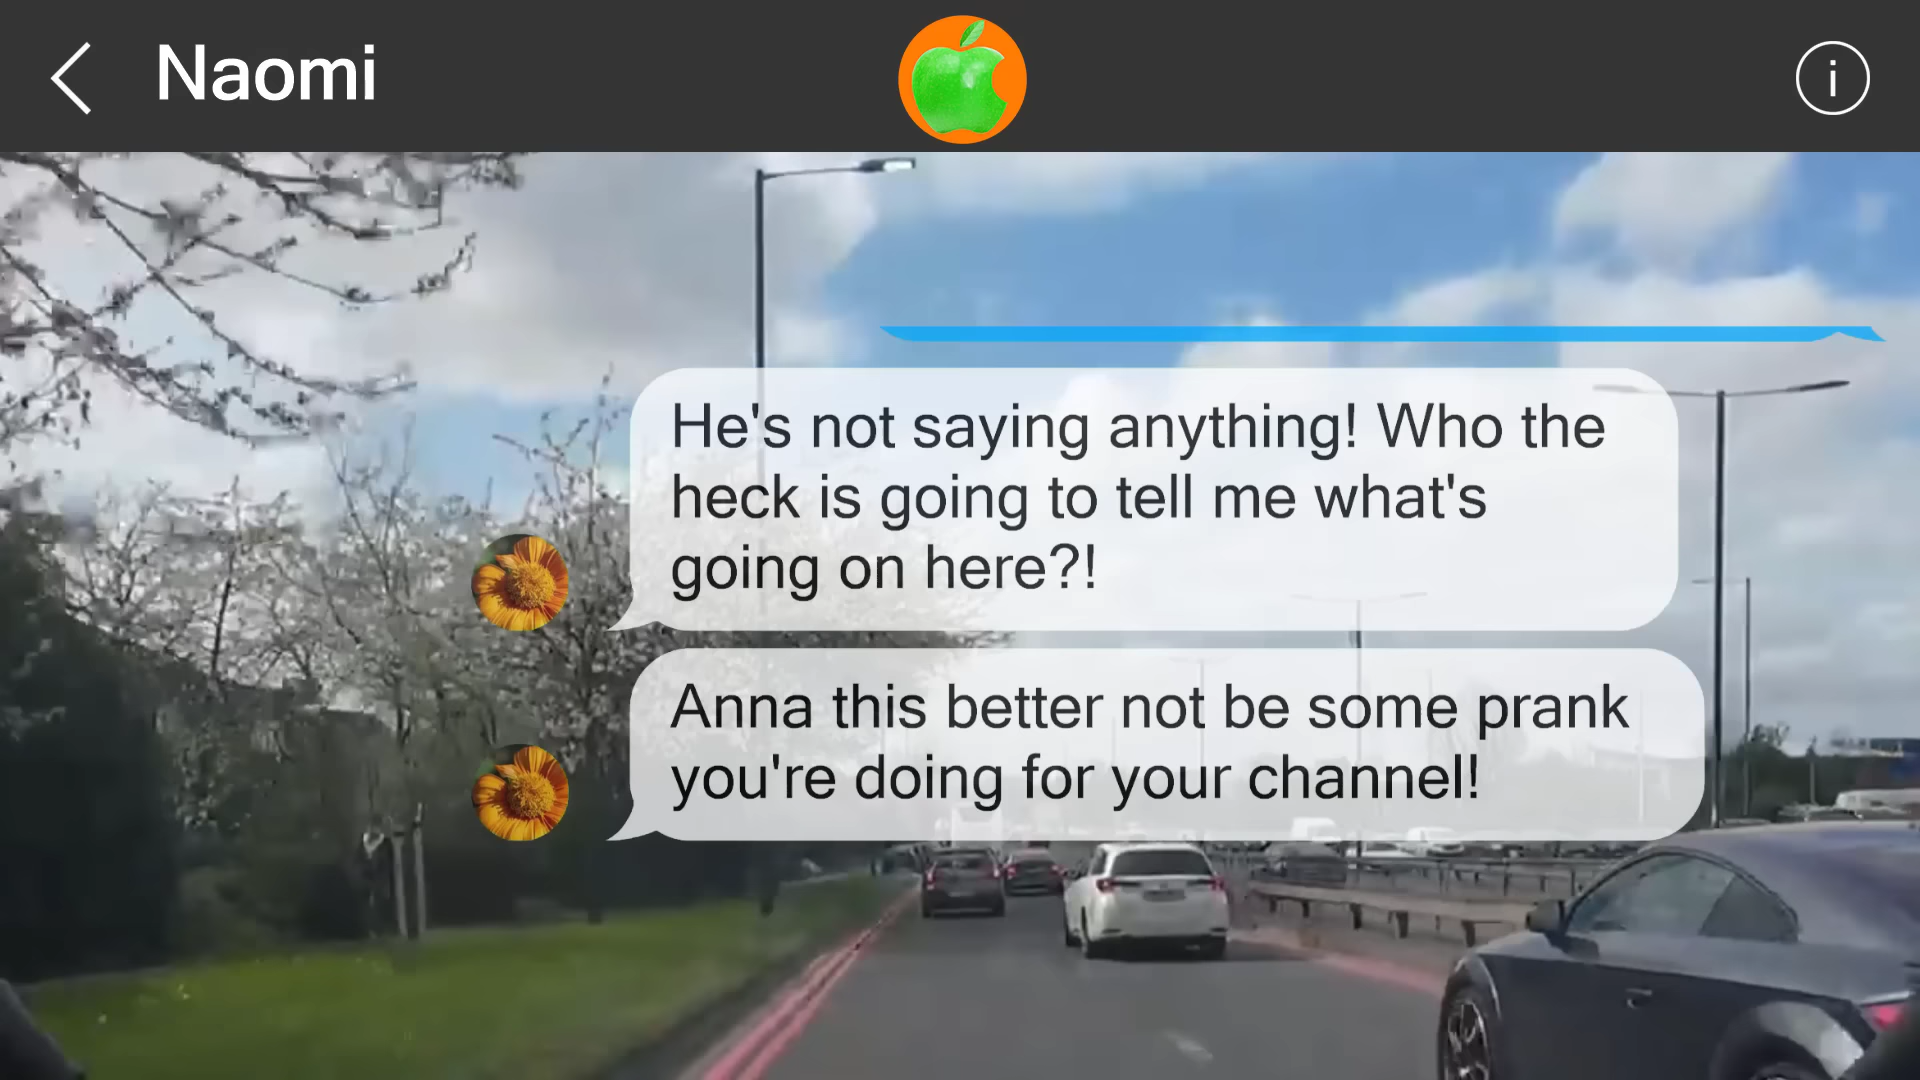 Naomi
i
He's not saying anything! Who the
heck is going to tell me what's
going on here?!
Anna this better not be some prank
you're doing for your channel!